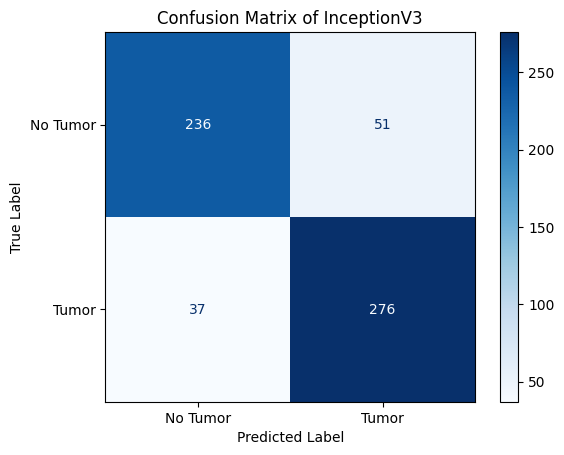 Confusion Matrix of InceptionV3
No Tumor
236
51
Tumor
37
276
True Label
No Tumor
Tumor
Predicted Label
250
200
150
100
50